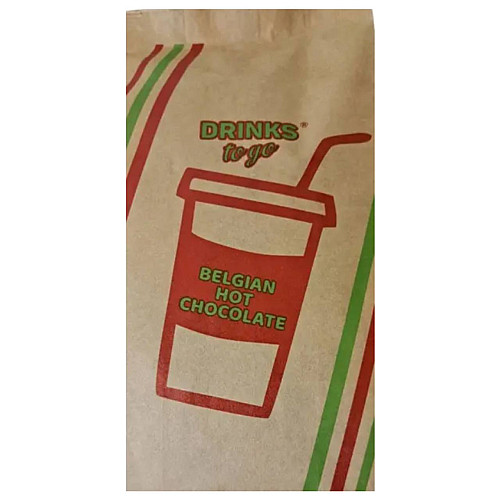 DRINKS®
to go
BELGIAN
HOT
CHOCOLATE